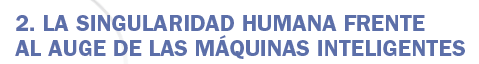 2. LA SINGULARIDAD HUMANA FRENTE
AL AUGE DE LAS MÁQUINAS INTELIGENTES